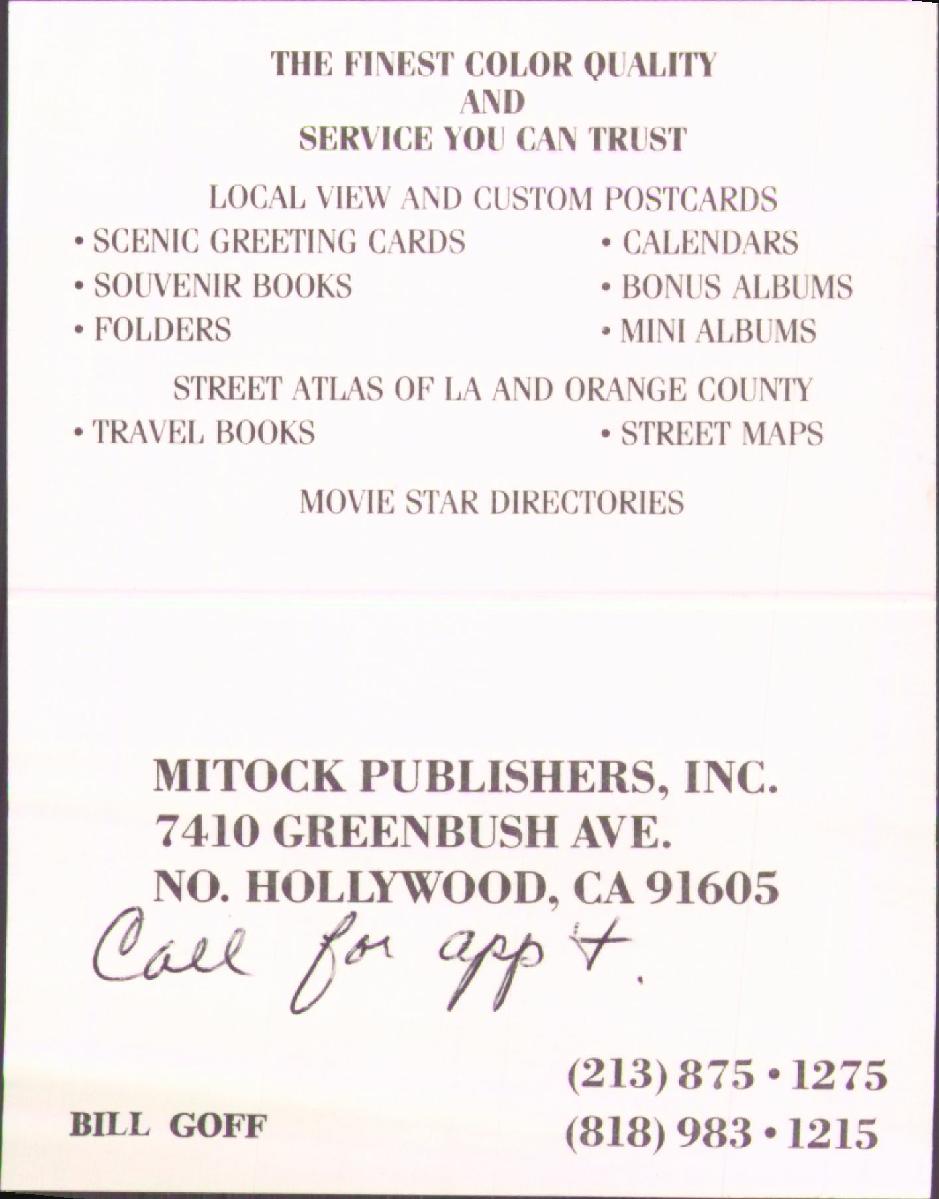 THE FINEST COLOR QUALITY
AND
SERVICE YOU CAN TRUST
LOCAL VIEW AND CUSTOM POSTCARDS
• SCENIC GREETING CARDS • CALENDARS
• SOUVENIR BOOKS • BONUS ALBUMS
• FOLDERS • MINI ALBUMS
STREET ATLAS OF LA AND ORANGE COUNTY
• TRAVEL BOOKS • STREET MAPS
MOVIE STAR DIRECTORIES
MITOCK PUBLISHERS, INC.
7410 GREENBUSH AVE.
NO. HOLLYWOOD, CA 91605
Call for app't.
(213) 875 • 1275
BILL GOFF (818) 983 • 1215